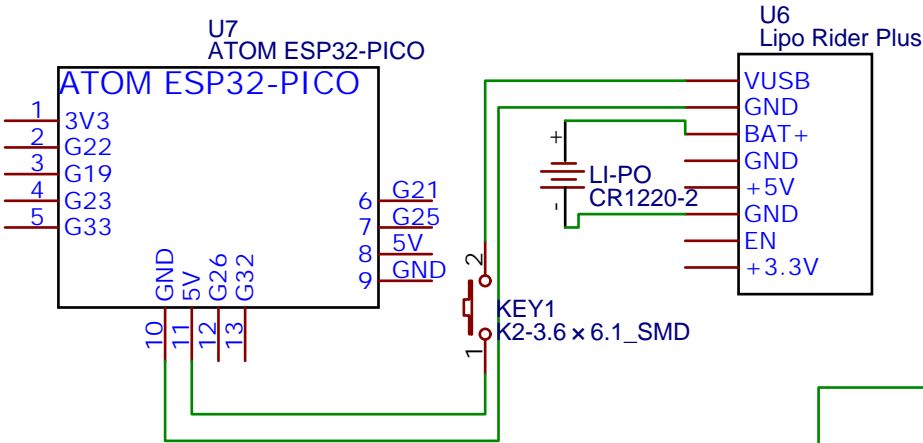 U7
ATOM ESP32-PICO
ATOM ESP32-PICO
1 3V3
2 G22
3 G19
4 G23
5 G33
6 G21
7 G25
8 5V
9 GND
10 GND
11 5V
12 G26
13 G32
2
KEY1
K2-3.6×6.1_SMD
1
+
LI-PO
CR1220-2
-
U6
Lipo Rider Plus
VUSB
GND
BAT+
GND
+5V
GND
EN
+3.3V